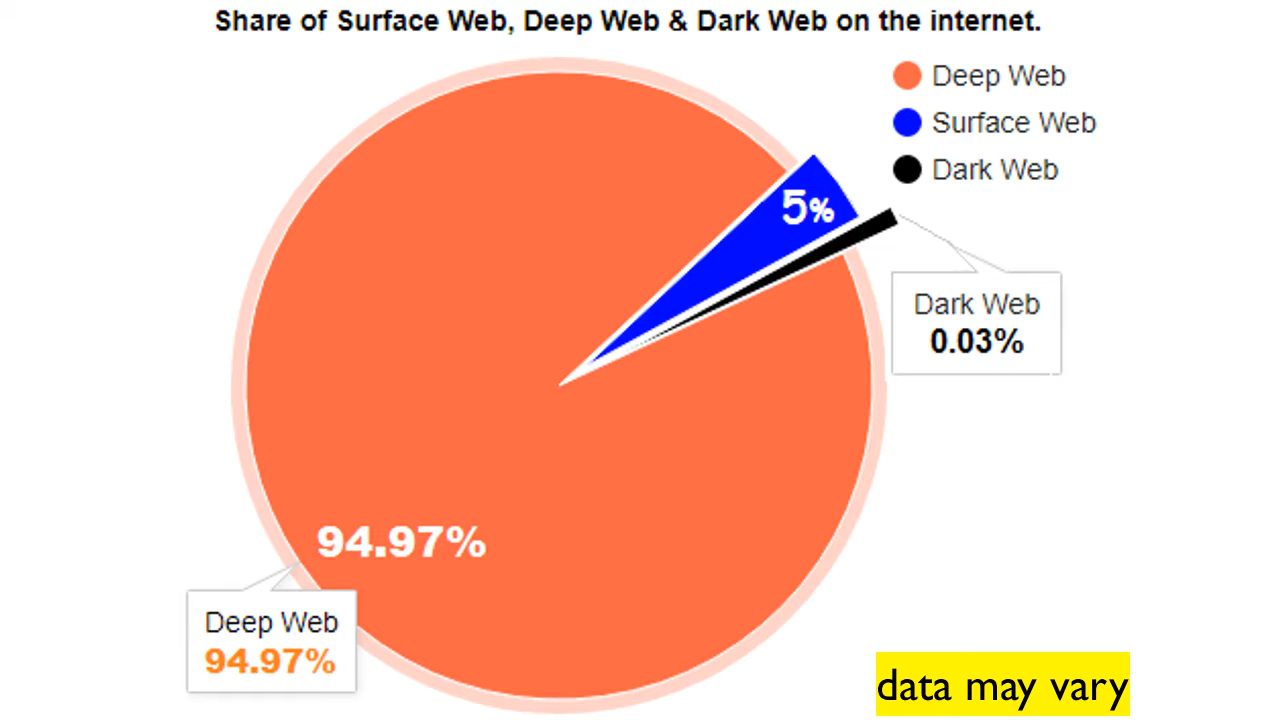 Share of Surface Web, Deep Web & Dark Web on the internet.
Deep Web
Surface Web
Dark Web
5%
Dark Web
0.03%
94.97%
Deep Web
94.97%
data may vary